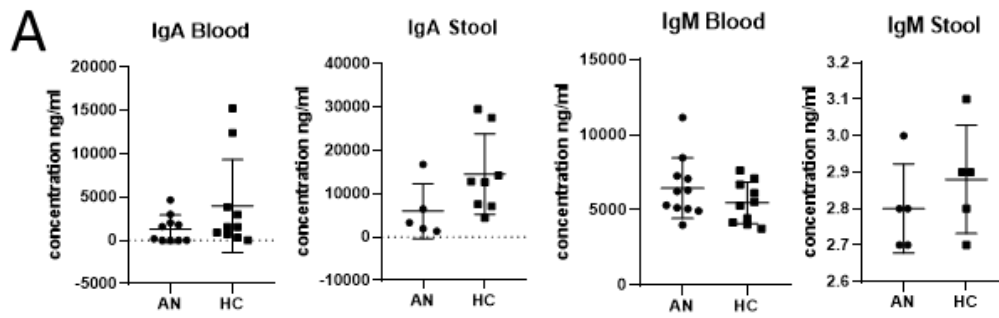 A
IgA Blood
concentration ng/ml
20000
15000
10000
5000
0
-5000
AN HC
IgA Stool
concentration ng/ml
40000
30000
20000
10000
0
-10000
AN HC
IgM Blood
concentration ng/ml
15000
10000
5000
0
AN HC
IgM Stool
concentration ng/ml
3.2
3.1
3.0
2.9
2.8
2.7
2.6
AN HC